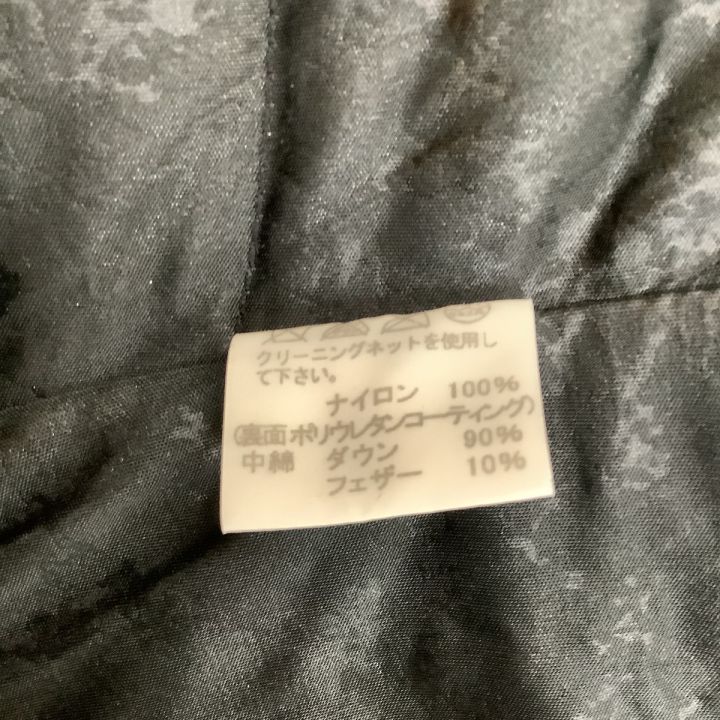 クリーニングネットを使用し
て下さい。
ナイロン 100%
(裏面ポリウレタンコーティング)
中綿 ダウン 90%
フェザー 10%